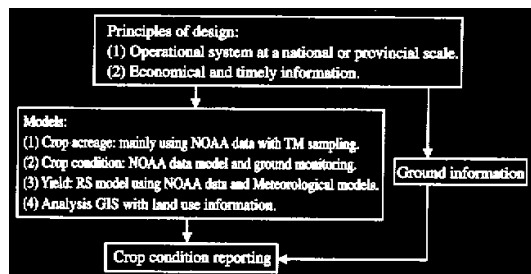 Principles of design:
(1) Operational system at a national or provincial scale.
(2) Economical and timely information.
Models:
(1) Crop acreage: mainly using NOAA data with TM sampling.
(2) Crop condition: NOAA data model and ground monitoring.
(3) Yield: RS model using NOAA data and Meteorological models.
(4) Analysis GIS with land use information.
Ground information
Crop condition reporting